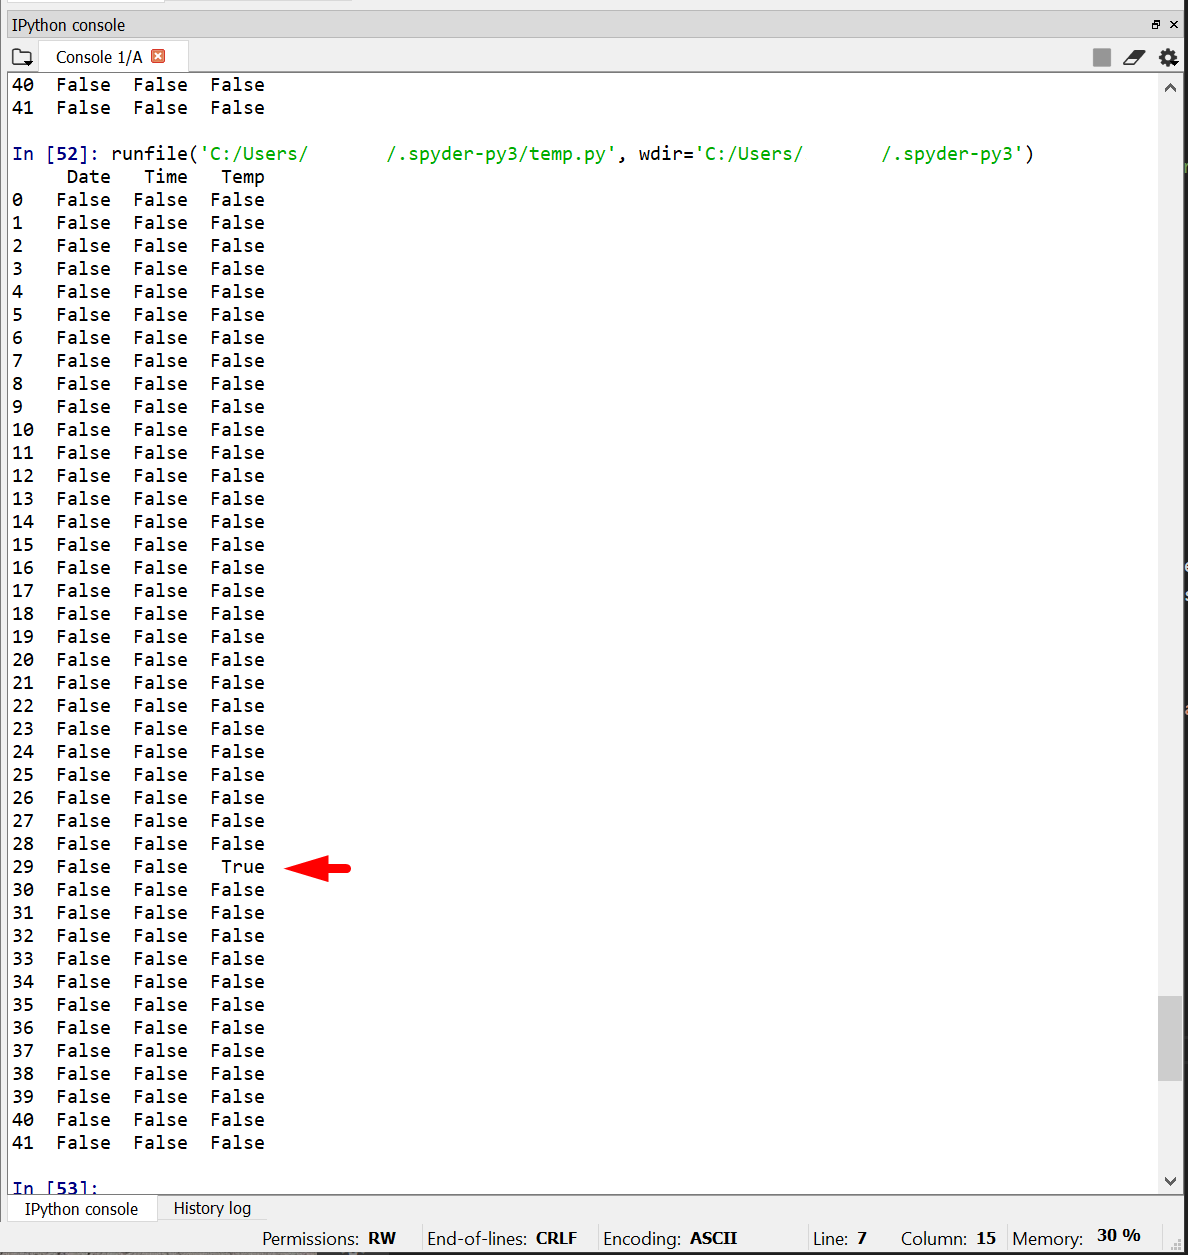 IPython console
Console 1/A
40 False False False
41 False False False
In [52]: runfile('C:/Users/ /.spyder-py3/temp.py', wdir='C:/Users/ /.spyder-py3')
Date Time Temp
0 False False False
1 False False False
2 False False False
3 False False False
4 False False False
5 False False False
6 False False False
7 False False False
8 False False False
9 False False False
10 False False False
11 False False False
12 False False False
13 False False False
14 False False False
15 False False False
16 False False False
17 False False False
18 False False False
19 False False False
20 False False False
21 False False False
22 False False False
23 False False False
24 False False False
25 False False False
26 False False False
27 False False False
28 False False False
29 False False True
30 False False False
31 False False False
32 False False False
33 False False False
34 False False False
35 False False False
36 False False False
37 False False False
38 False False False
39 False False False
40 False False False
41 False False False
In [53]:
IPython console History log
Permissions: RW End-of-lines: CRLF Encoding: ASCII Line: 7 Column: 15 Memory: 30 %